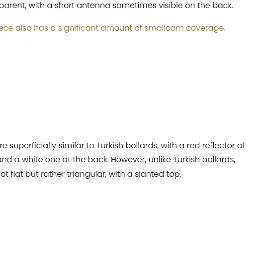 parent, with a short antenna sometimes visible on the back.
ece also has a significant amount of smallcam coverage.
re superficially similar to Turkish bollards, with a red reflector at
and a white one at the back. However, unlike Turkish bollards,
ot flat but rather triangular, with a slanted top.